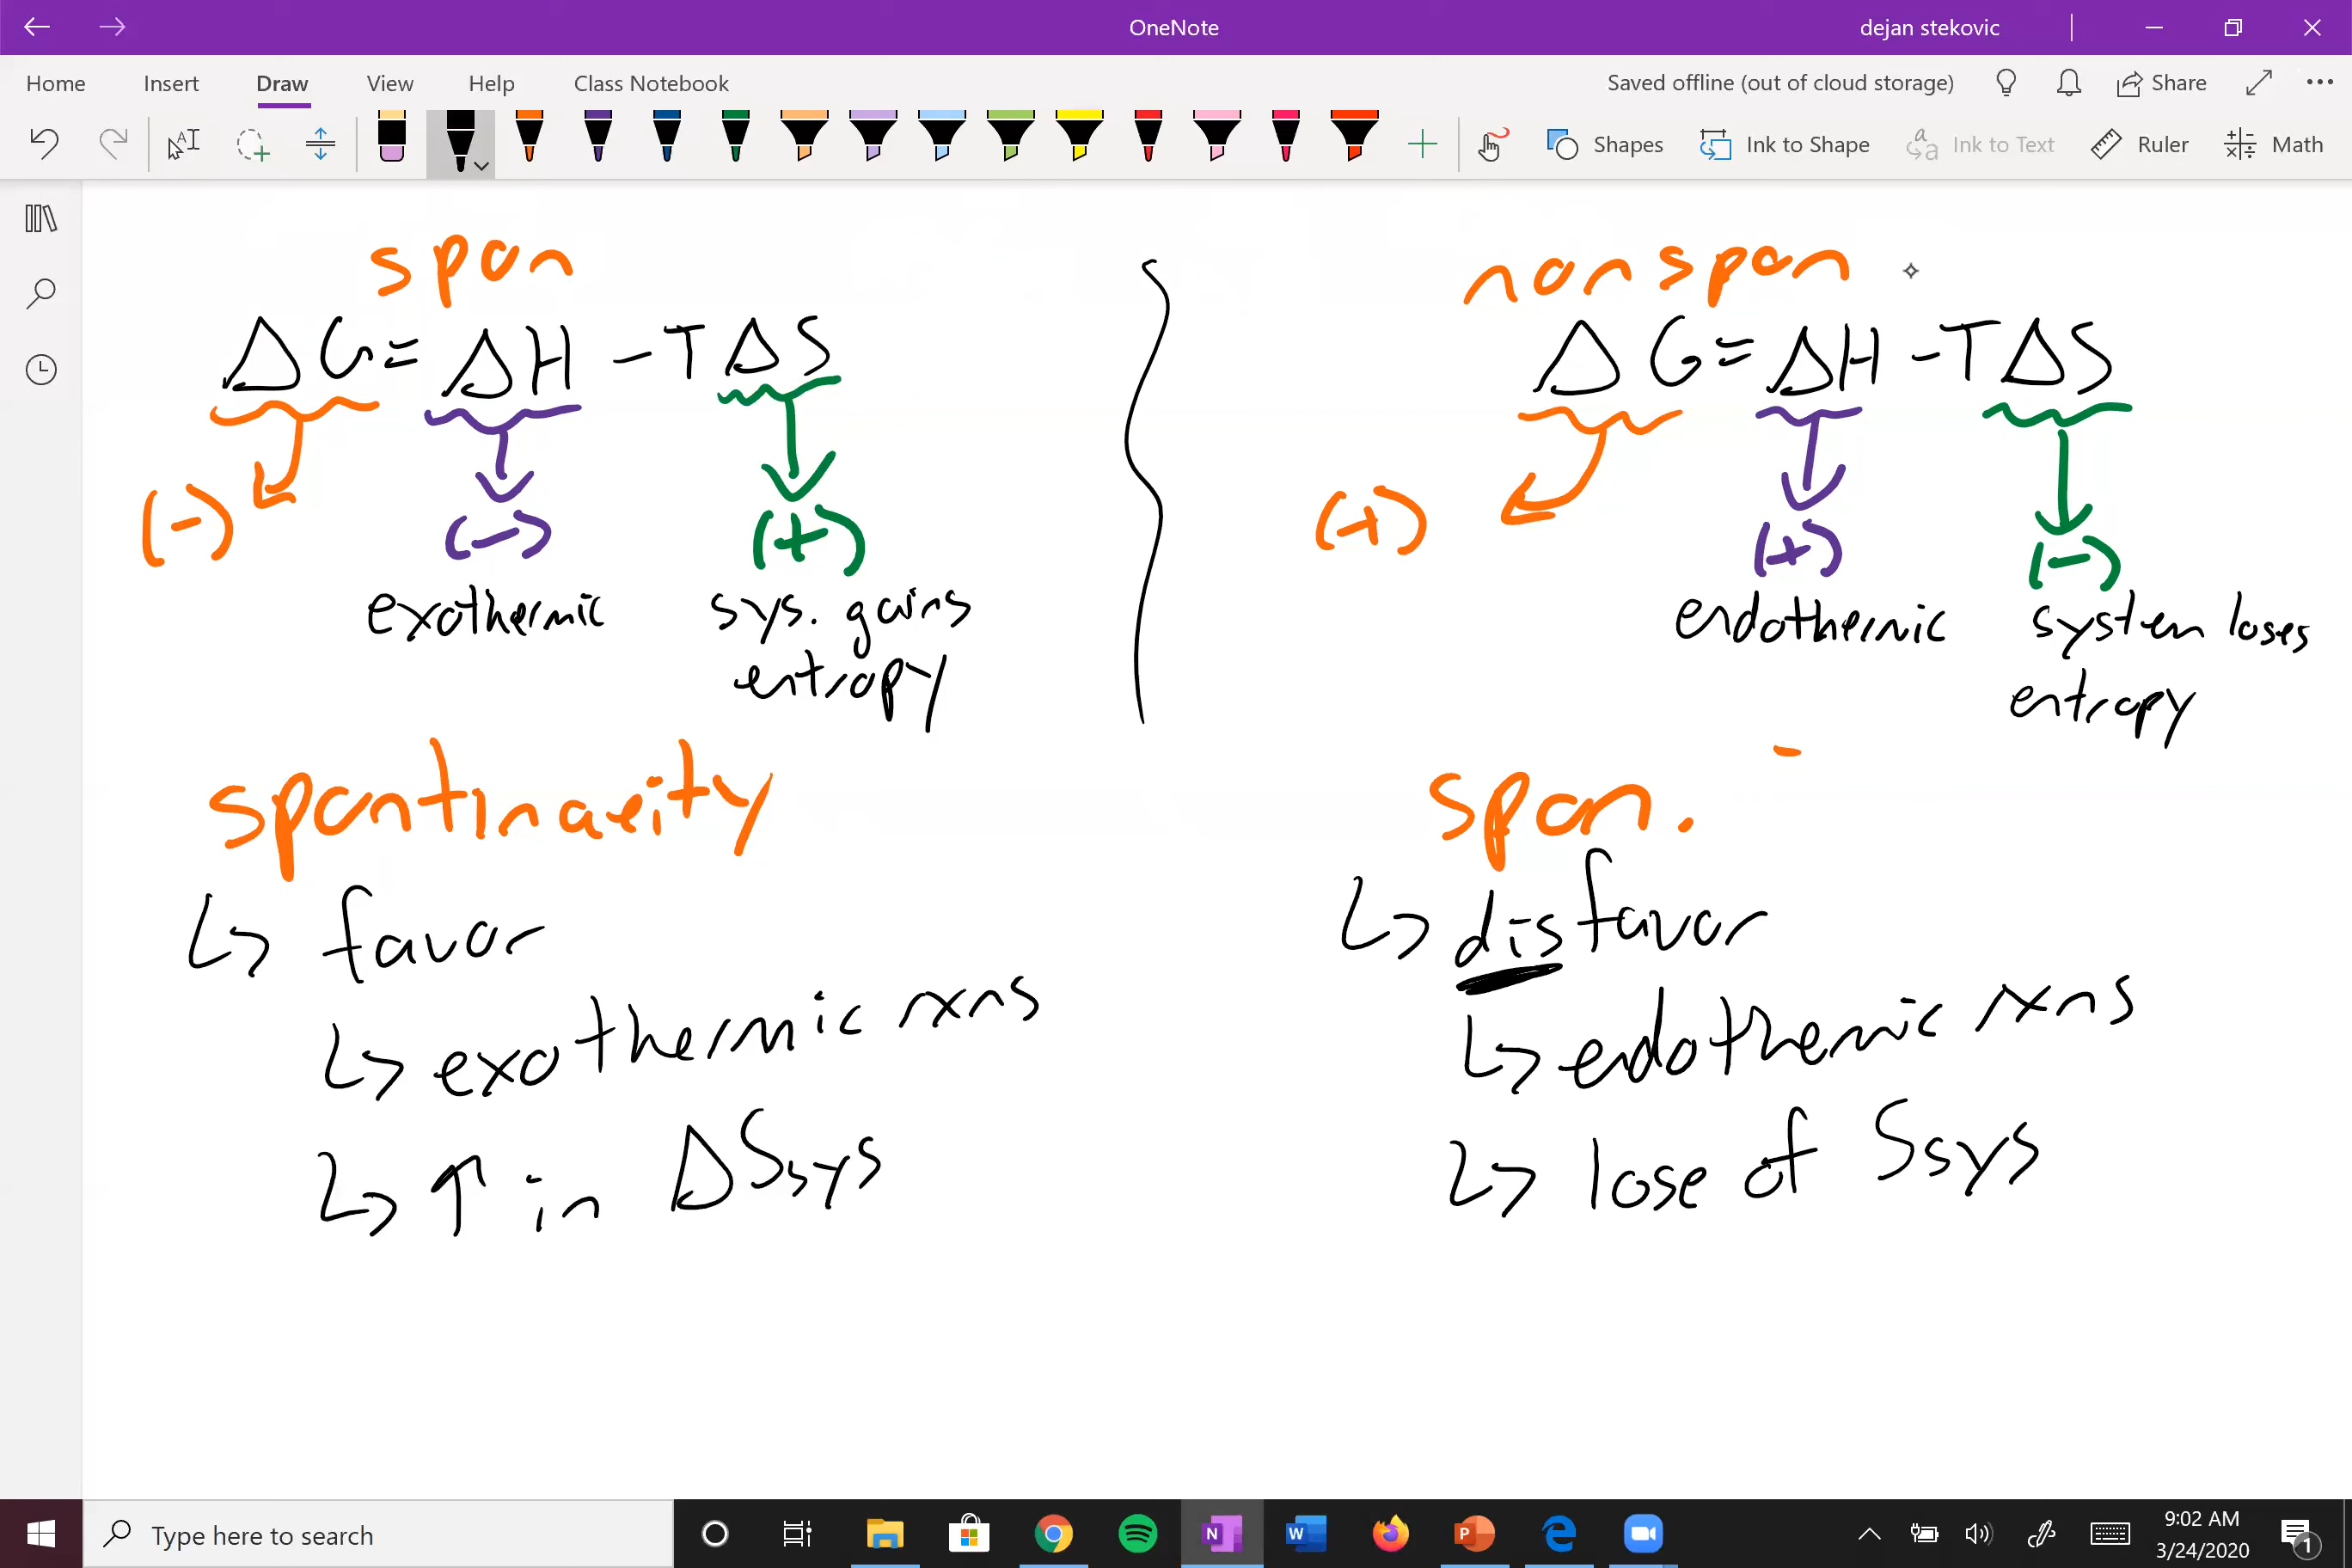 OneNote
dejan stekovic
Home Insert Draw View Help Class Notebook
Saved offline (out of cloud storage) Share
Shapes Ink to Shape Ink to Text Ruler Math
spon
ΔG = ΔH - TΔS
(-) (-) (+)
exothermic
sys. gains
entropy
spontinaeity
↳ favor
↳ exothermic rxns
↳ ↑ in ΔSsys
nonspon
ΔG = ΔH - TΔS
(+) (+) (-)
endothermic
system loses
entropy
spon.
↳ disfavor
↳ endothermic rxns
↳ lose of Ssys
Type here to search
9:02 AM
3/24/2020
1